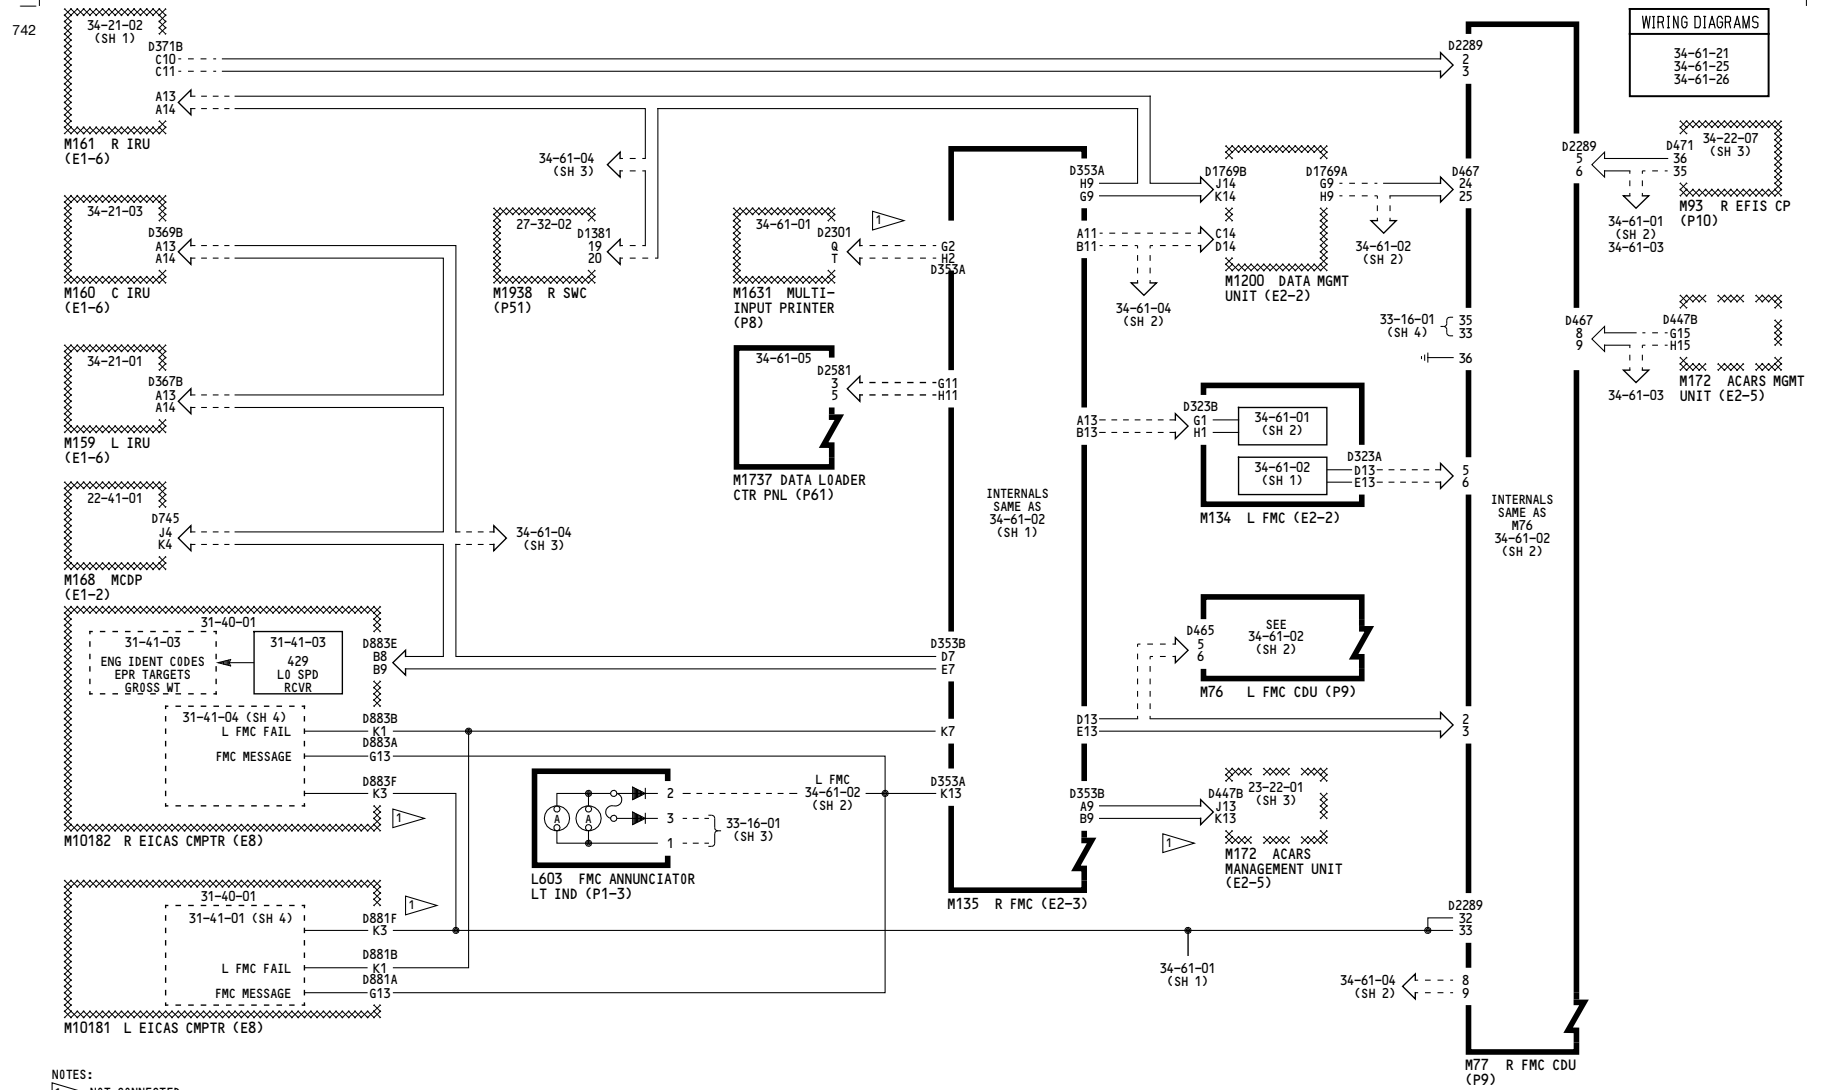 742
34-21-02
(SH 1)
D371B
C10
C11
A13
A14
M161 R IRU
(E1-6)
34-21-03
D369B
A13
A14
M160 C IRU
(E1-6)
34-21-01
D367B
A13
A14
M159 L IRU
(E1-6)
22-41-01
D745
J4
K4
M168 MCDP
(E1-2)
34-61-04
(SH 3)
31-40-01
31-41-03
ENG IDENT CODES
EPR TARGETS
GROSS WT
31-41-03
429
LO SPD
RCVR
D883E
B8
B9
31-41-04 (SH 4)
L FMC FAIL
FMC MESSAGE
D883B
K1
D883A
G13
D883F
K3
1
M10182 R EICAS CMPTR (E8)
31-40-01
31-41-01 (SH 4)
L FMC FAIL
FMC MESSAGE
D881F
K3
D881B
K1
D881A
G13
1
M10181 L EICAS CMPTR (E8)
34-61-04
(SH 3)
27-32-02
D1381
19
20
M1938 R SWC
(P51)
34-61-01
D2301
Q
T
1
M1631 MULTI-
INPUT PRINTER
(P8)
34-61-05
D2581
3
5
M1737 DATA LOADER
CTR PNL (P61)
A
A
2
3
1
L FMC
34-61-02
(SH 2)
33-16-01
(SH 3)
L603 FMC ANNUNCIATOR
LT IND (P1-3)
G2
H2
D353A
G11
H11
D353B
D7
E7
K7
D353A
K13
INTERNALS
SAME AS
34-61-02
(SH 1)
D353A
H9
G9
A11
B11
A13
B13
D13
E13
D353B
A9
B9
M135 R FMC (E2-3)
34-61-04
(SH 2)
D1769B
J14
K14
C14
D14
D1769A
G9
H9
M1200 DATA MGMT
UNIT (E2-2)
34-61-02
(SH 2)
D323B
G1
H1
34-61-01
(SH 2)
34-61-02
(SH 1)
D323A
D13
E13
M134 L FMC (E2-2)
D465
5
6
SEE
34-61-02
(SH 2)
M76 L FMC CDU (P9)
1
D447B
J13
K13
23-22-01
(SH 3)
M172 ACARS
MANAGEMENT UNIT
(E2-5)
34-61-01
(SH 1)
34-61-04
(SH 2)
33-16-01
(SH 4)
D2289
2
3
D467
24
25
35
33
36
5
6
2
3
D2289
32
33
8
9
INTERNALS
SAME AS
M76
34-61-02
(SH 2)
D2289
5
6
D467
8
9
M77 R FMC CDU
(P9)
WIRING DIAGRAMS
34-61-21
34-61-25
34-61-26
D471
36
35
34-22-07
(SH 3)
M93 R EFIS CP
(P10)
34-61-01
(SH 2)
34-61-03
D447B
G15
H15
M172 ACARS MGMT
UNIT (E2-5)
34-61-03
NOTES: